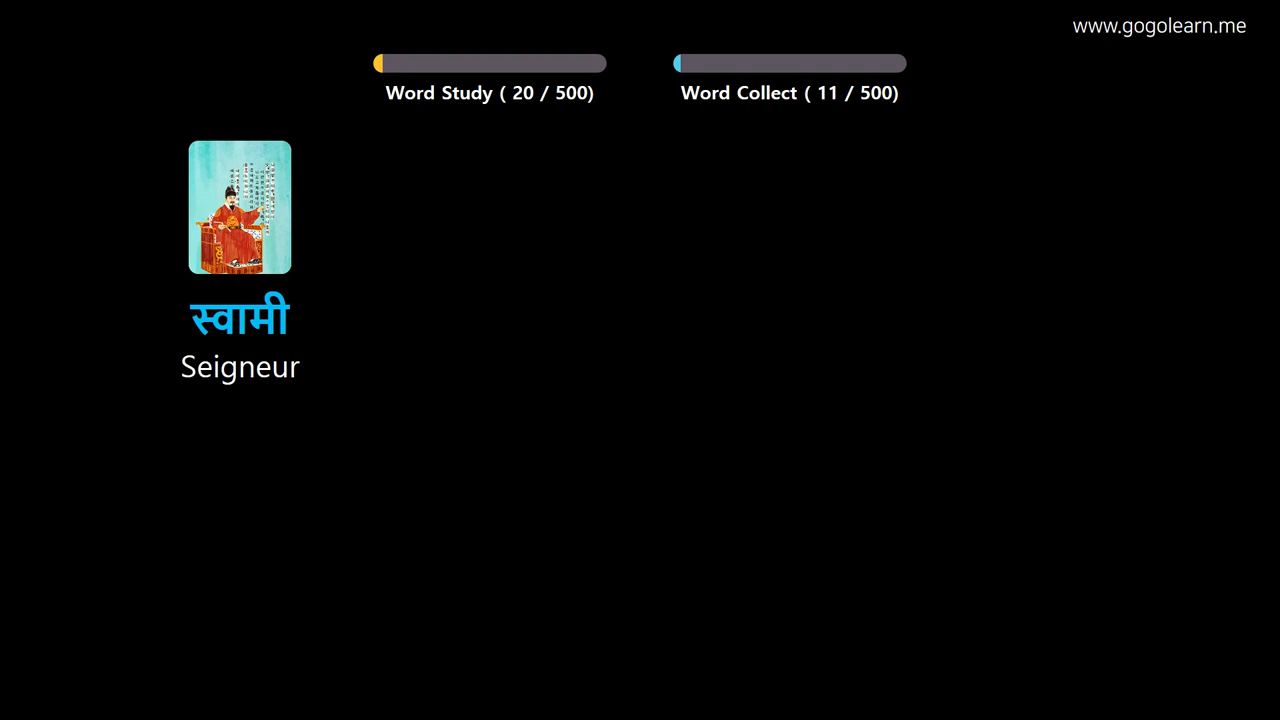 www.gogolearn.me
Word Study ( 20 / 500)
Word Collect ( 11 / 500)
स्वामी
Seigneur